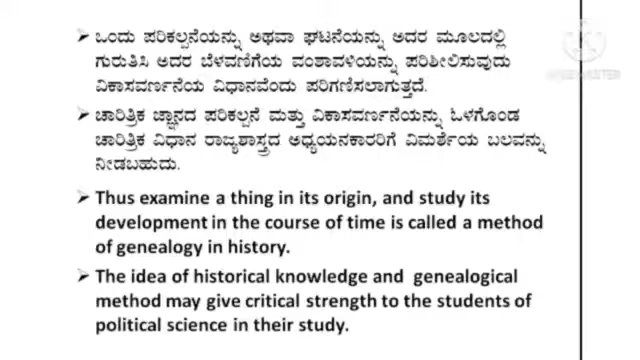 ➢ ಒಂದು ಪರಿಕಲ್ಪನೆಯನ್ನು ಅಥವಾ ಘಟನೆಯನ್ನು ಅದರ ಮೂಲದಲ್ಲಿ
ಗುರುತಿಸಿ ಅದರ ಬೆಳವಣಿಗೆಯ ವಂಶಾವಳಿಯನ್ನು ಪರಿಶೀಲಿಸುವುದು
ವಿಕಾಸವರ್ಣನೆಯ ವಿಧಾನವೆಂದು ಪರಿಗಣಿಸಲಾಗುತ್ತದೆ.
➢ ಚಾರಿತ್ರಿಕ ಜ್ಞಾನದ ಪರಿಕಲ್ಪನೆ ಮತ್ತು ವಿಕಾಸವರ್ಣನೆಯನ್ನು ಓಳಗೊಂಡ
ಚಾರಿತ್ರಿಕ ವಿಧಾನ ರಾಜ್ಯಶಾಸ್ತ್ರದ ಅಧ್ಯಯನಕಾರರಿಗೆ ವಿಮರ್ಶೆಯ ಬಲವನ್ನು
ನೀಡಬಹುದು.
➢ Thus examine a thing in its origin, and study its
development in the course of time is called a method
of genealogy in history.
➢ The idea of historical knowledge and genealogical
method may give critical strength to the students of
political science in their study.